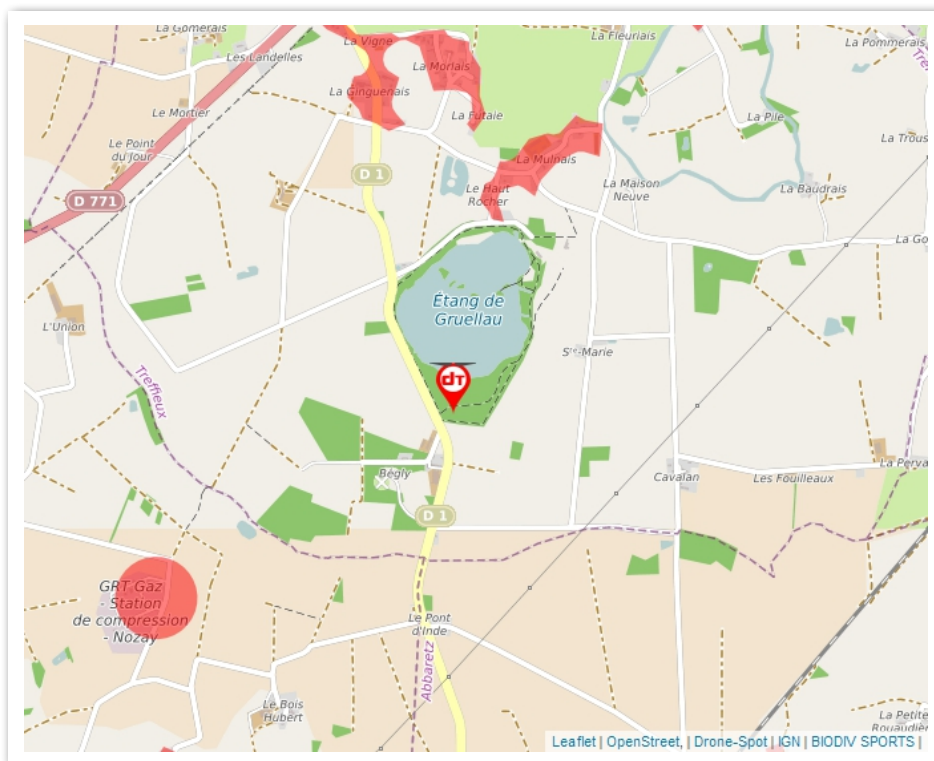 La Gomerais
La Vigne
La Fleuriais
La Pommerais
Les Landelles
La Morlais
La Ginguenais
Le Mortier
La Futaie
La Pile
Le Point
du Jour
La Mulnais
La Trous
D 1
Le Haut
Rocher
La Maison
Neuve
La Baudrais
D 771
La Go
Étang de
Gruellau
L'Union
Ste-Marie
Treffieux
dT
Bégly
Cavalan
Les Fouilleaux
La Perva
D 1
GRT Gaz
- Station
de compression
- Nozay
Le Pont
d'Inde
Abbaretz
Le Bois
Hubert
La Petite
Rouaudièr
Leaflet | OpenStreet, | Drone-Spot | IGN | BIODIV SPORTS |